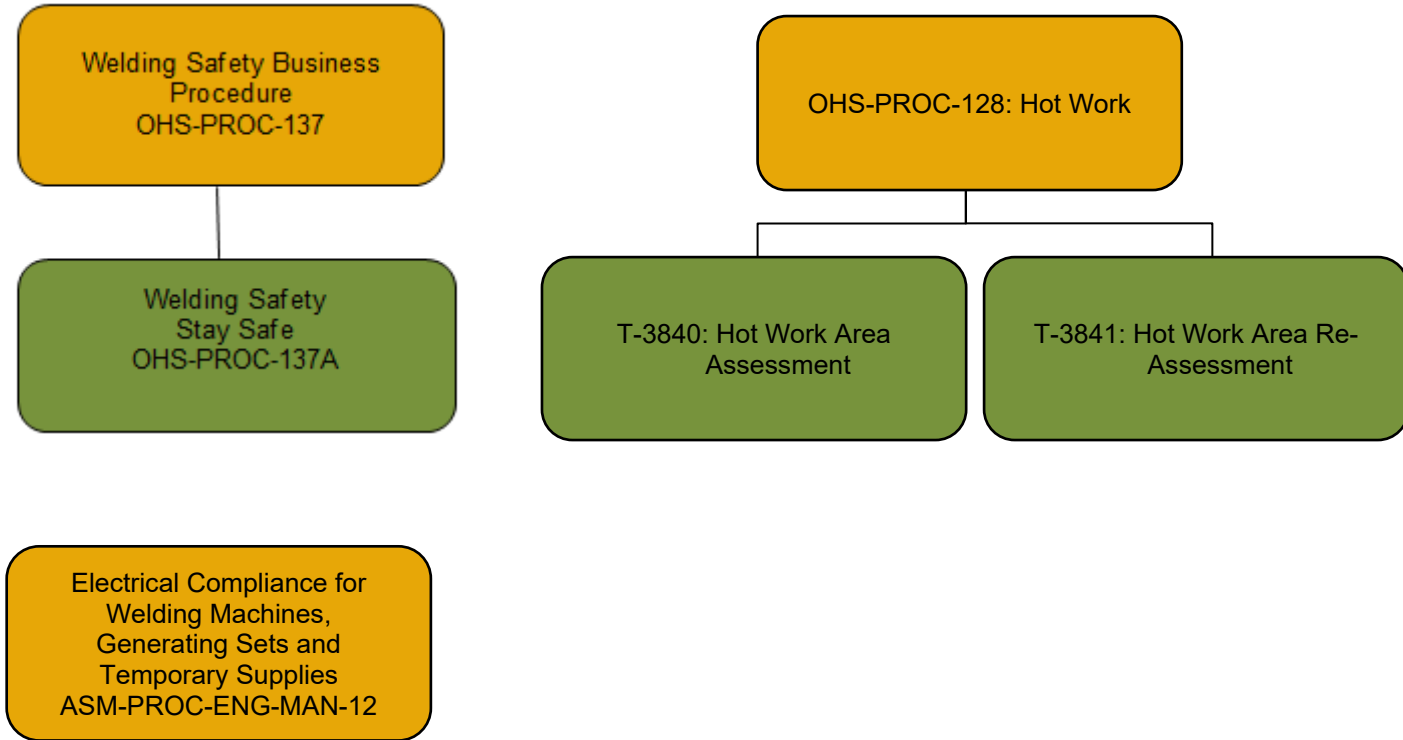 Welding Safety Business
Procedure
OHS-PROC-137
OHS-PROC-128: Hot Work
Welding Safety
Stay Safe
OHS-PROC-137A
T-3840: Hot Work Area
Assessment
T-3841: Hot Work Area Re-
Assessment
Electrical Compliance for
Welding Machines,
Generating Sets and
Temporary Supplies
ASM-PROC-ENG-MAN-12